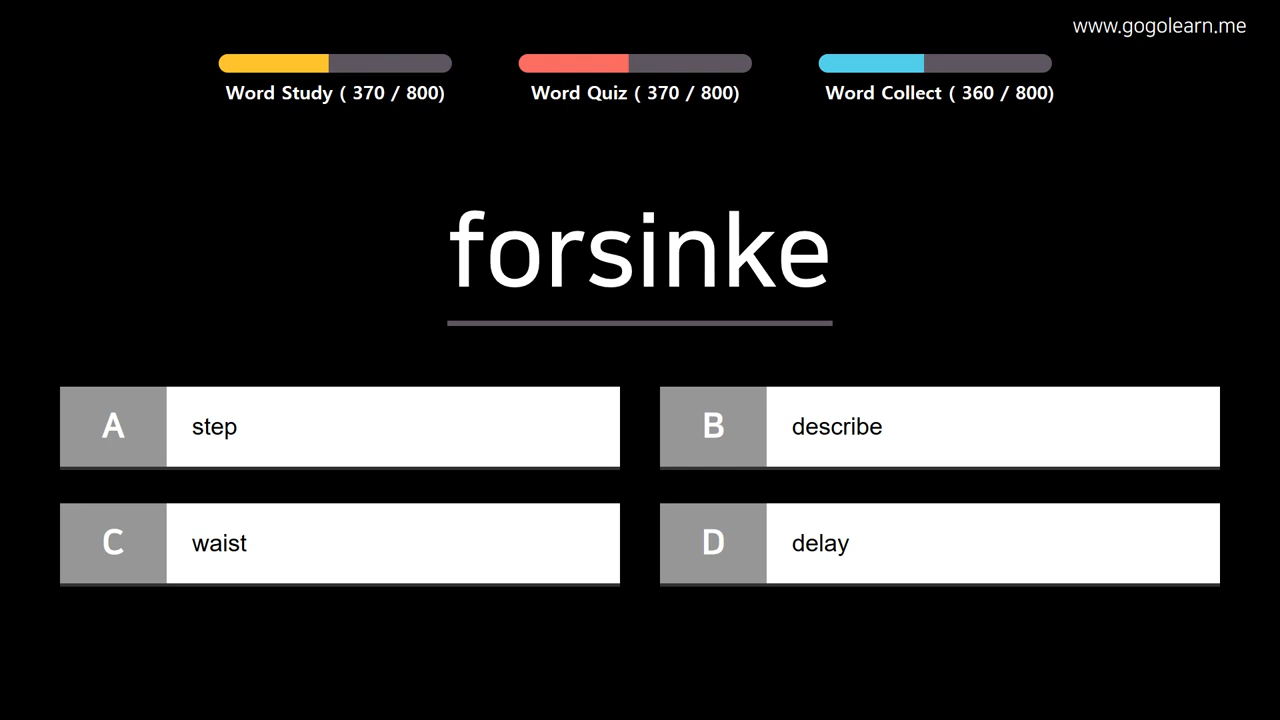 www.gogolearn.me
Word Study ( 370 / 800)
Word Quiz ( 370 / 800)
Word Collect ( 360 / 800)
forsinke
A step
B describe
C waist
D delay